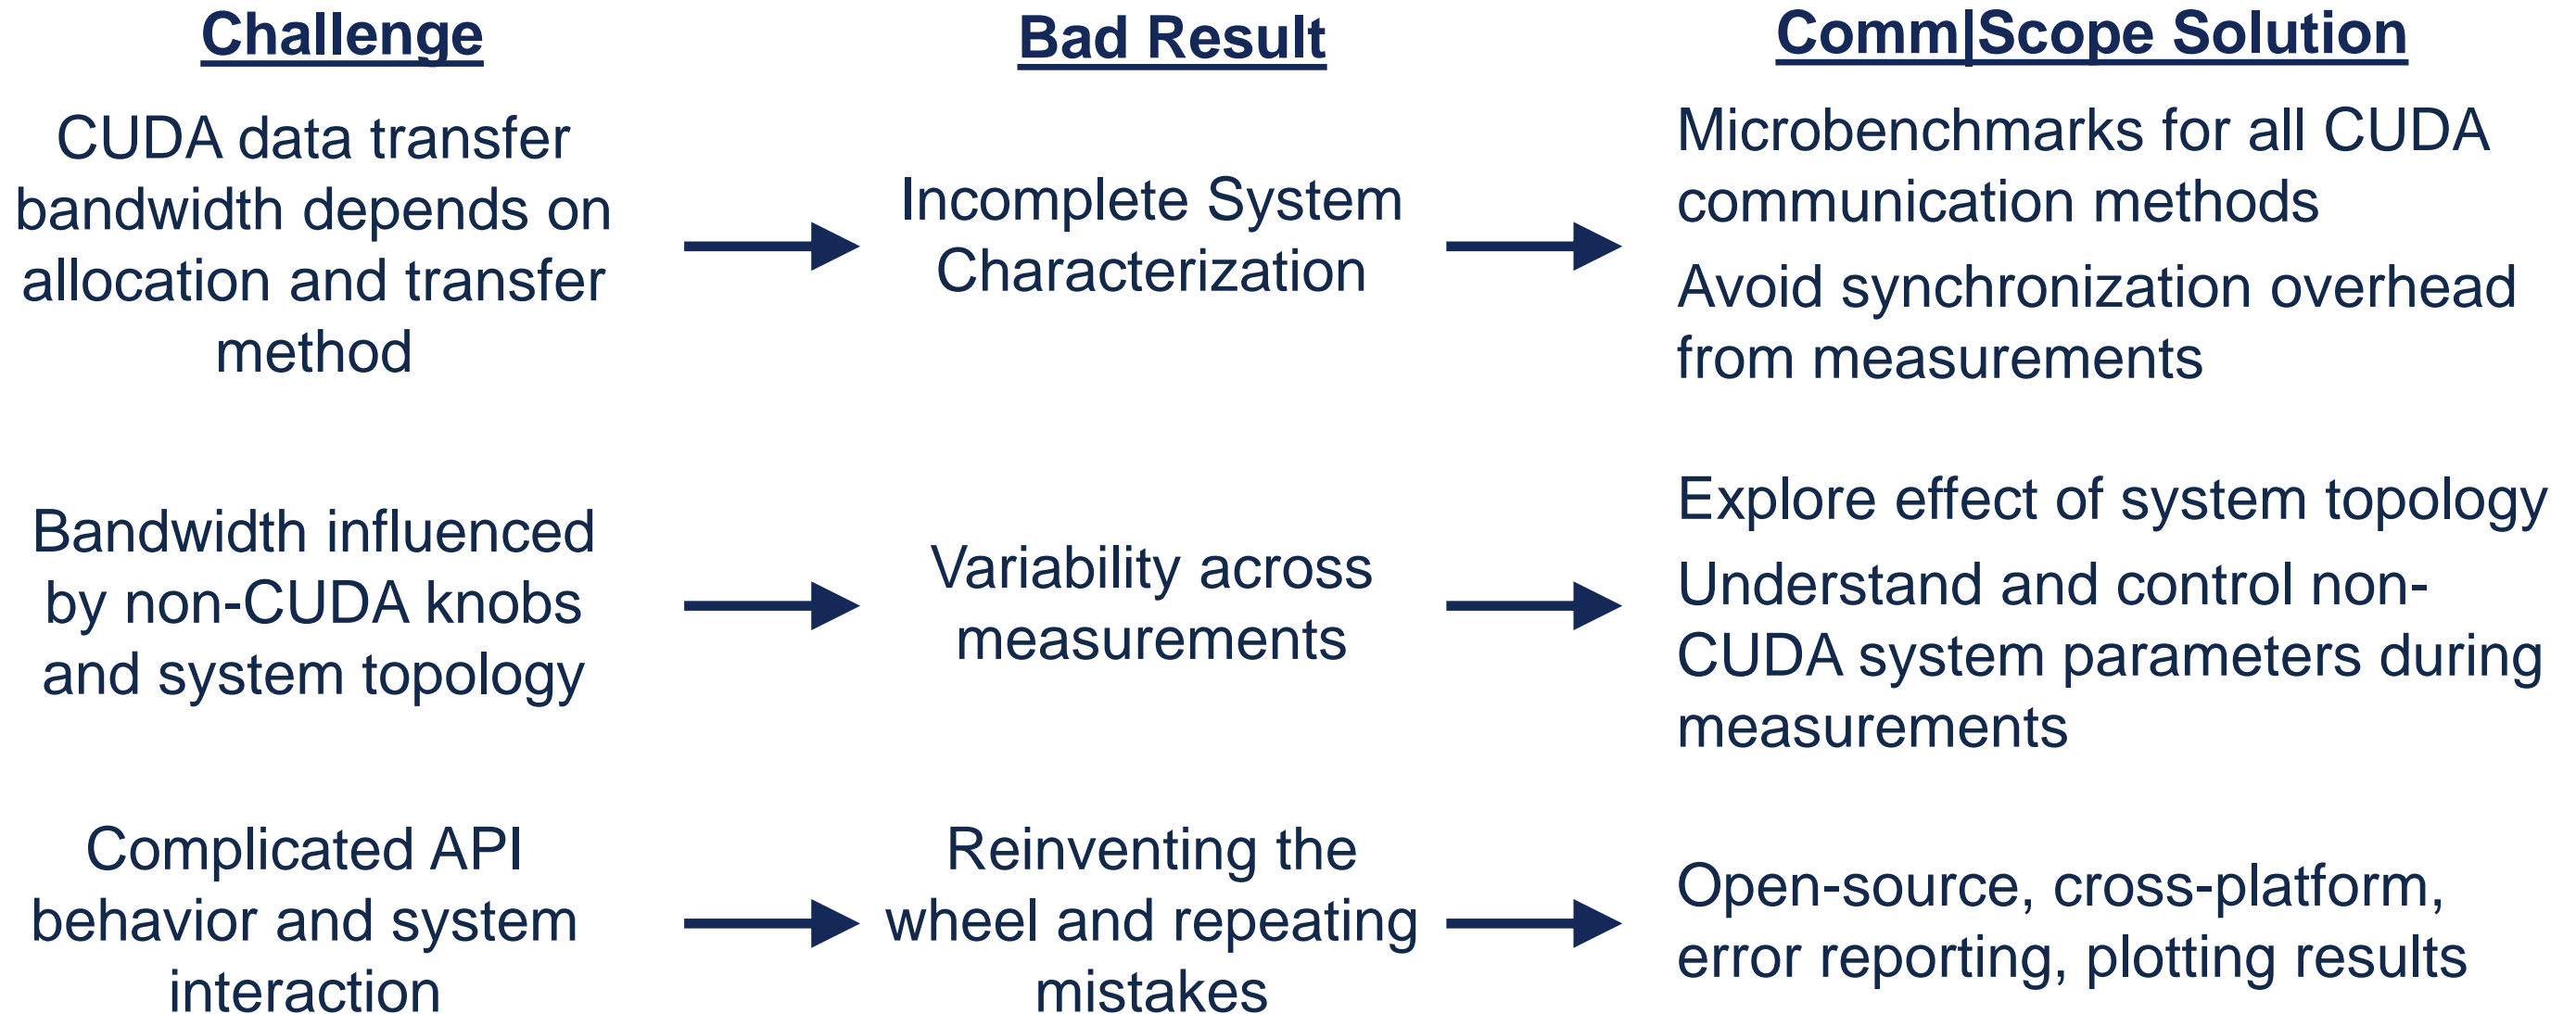 Challenge
Bad Result
Comm|Scope Solution
CUDA data transfer
bandwidth depends on
allocation and transfer
method
Incomplete System
Characterization
Microbenchmarks for all CUDA
communication methods
Avoid synchronization overhead
from measurements
Bandwidth influenced
by non-CUDA knobs
and system topology
Variability across
measurements
Explore effect of system topology
Understand and control non-
CUDA system parameters during
measurements
Complicated API
behavior and system
interaction
Reinventing the
wheel and repeating
mistakes
Open-source, cross-platform,
error reporting, plotting results